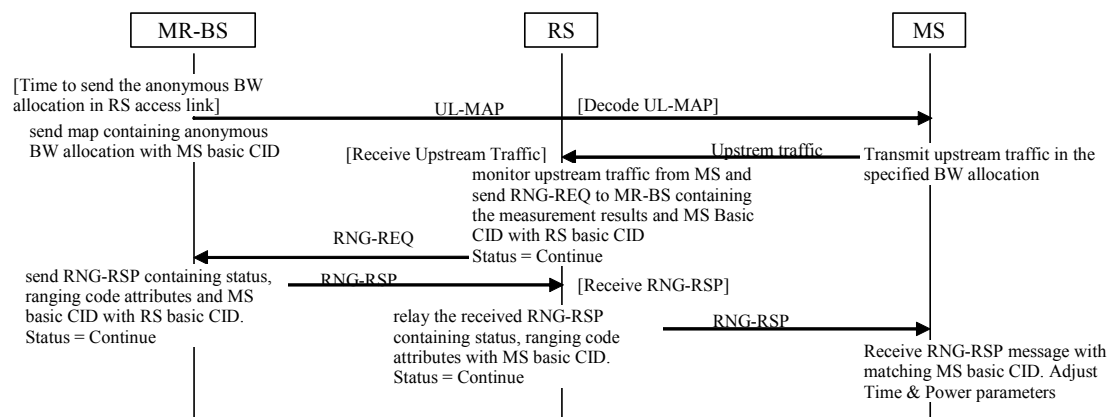 MR-BS
RS
MS
[Time to send the anonymous BW
allocation in RS access link]
UL-MAP
[Decode UL-MAP]
send map containing anonymous
BW allocation with MS basic CID
[Receive Upstream Traffic]
Upstrem traffic
Transmit upstream traffic in the
specified BW allocation
monitor upstream traffic from MS and
send RNG-REQ to MR-BS containing
the measurement results and MS Basic
CID with RS basic CID
Status = Continue
RNG-REQ
send RNG-RSP containing status,
ranging code attributes and MS
basic CID with RS basic CID.
Status = Continue
RNG-RSP
[Receive RNG-RSP]
relay the received RNG-RSP
containing status, ranging code
attributes with MS basic CID.
Status = Continue
RNG-RSP
Receive RNG-RSP message with
matching MS basic CID. Adjust
Time & Power parameters